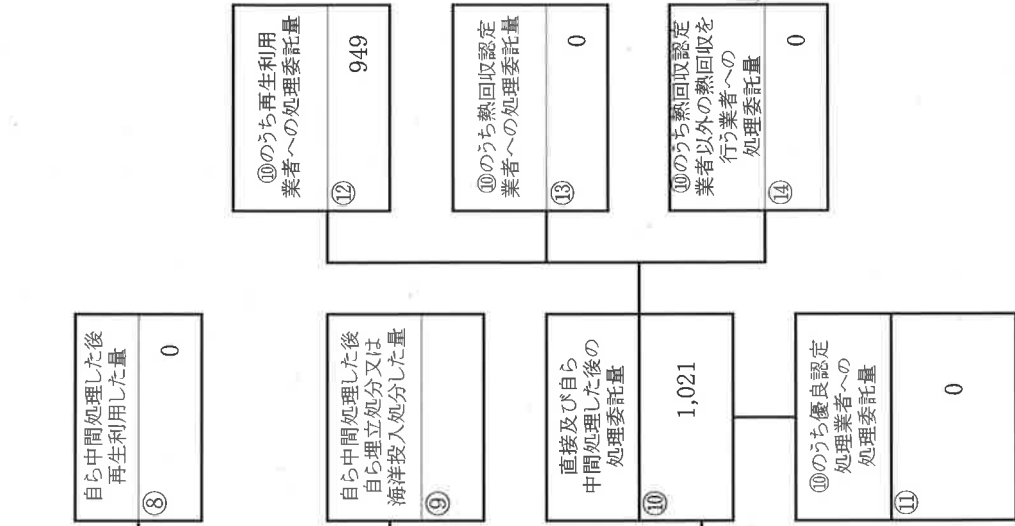 自ら中間処理した後
再生利用した量
⑧
0
自ら中間処理した後
自ら埋立処分又は
海洋投入処分した量
⑨
直接及び自ら
中間処理した後の
処理委託量
⑩
1,021
⑩のうち優良認定
処理業者への
処理委託量
⑪
0
⑩のうち再生利用
業者への処理委託量
⑫
949
⑩のうち熱回収認定
業者への処理委託量
⑬
0
⑩のうち熱回収認定
業者以外の熱回収を
行う業者への
処理委託量
⑭
0